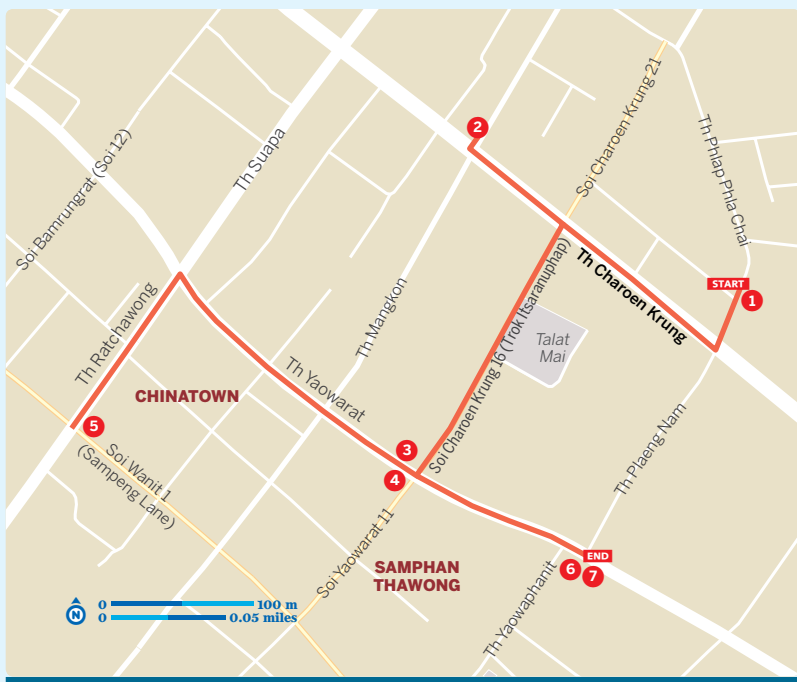 2
Soi Charoen Krung 21
Th Phlap Phla Chai
Th Suapa
Soi Bamrungrat (Soi 12)
Th Charoen Krung
START
1
Th Ratchawong
Th Mangkon
Soi Charoen Krung 16 (Trok Itsaranuphap)
Talat
Mai
Th Yaowarat
CHINATOWN
5
Soi Wanit 1
(Sampeng Lane)
3
4
Th Plaeng Nam
Soi Yaowarat 11
SAMPHAN
THAWONG
END
6
7
Th Yaowaphanit
N
0 100 m
0 0.05 miles